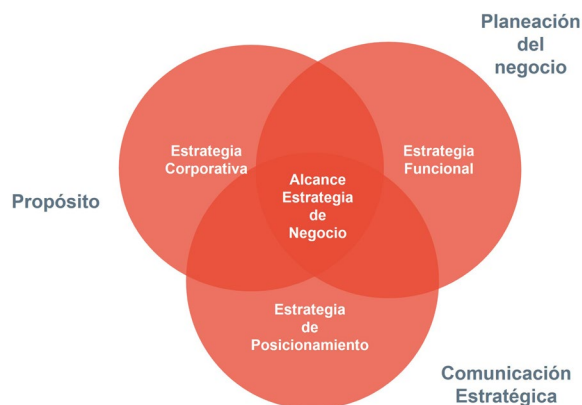 Planeación
del
negocio
Estrategia
Corporativa
Estrategia
Funcional
Alcance
Estrategia
de
Negocio
Propósito
Estrategia
de
Posicionamiento
Comunicación
Estratégica